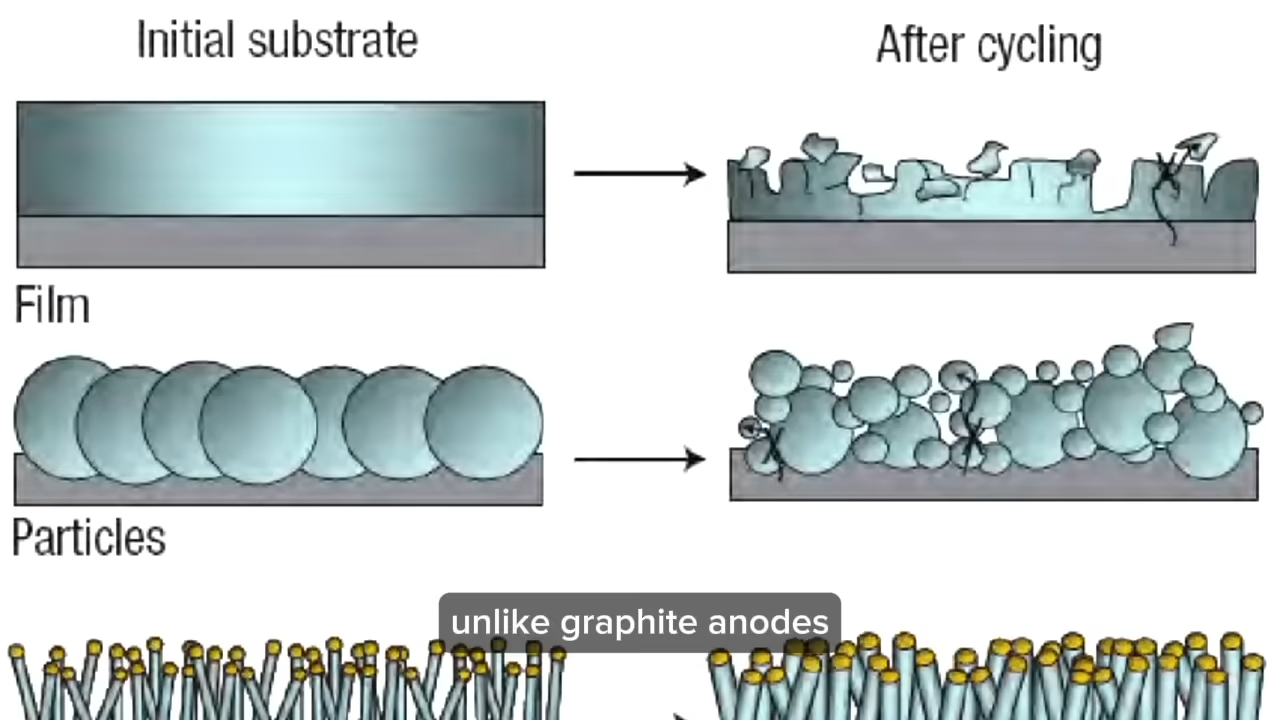 Initial substrate
After cycling
Film
Particles
unlike graphite anodes